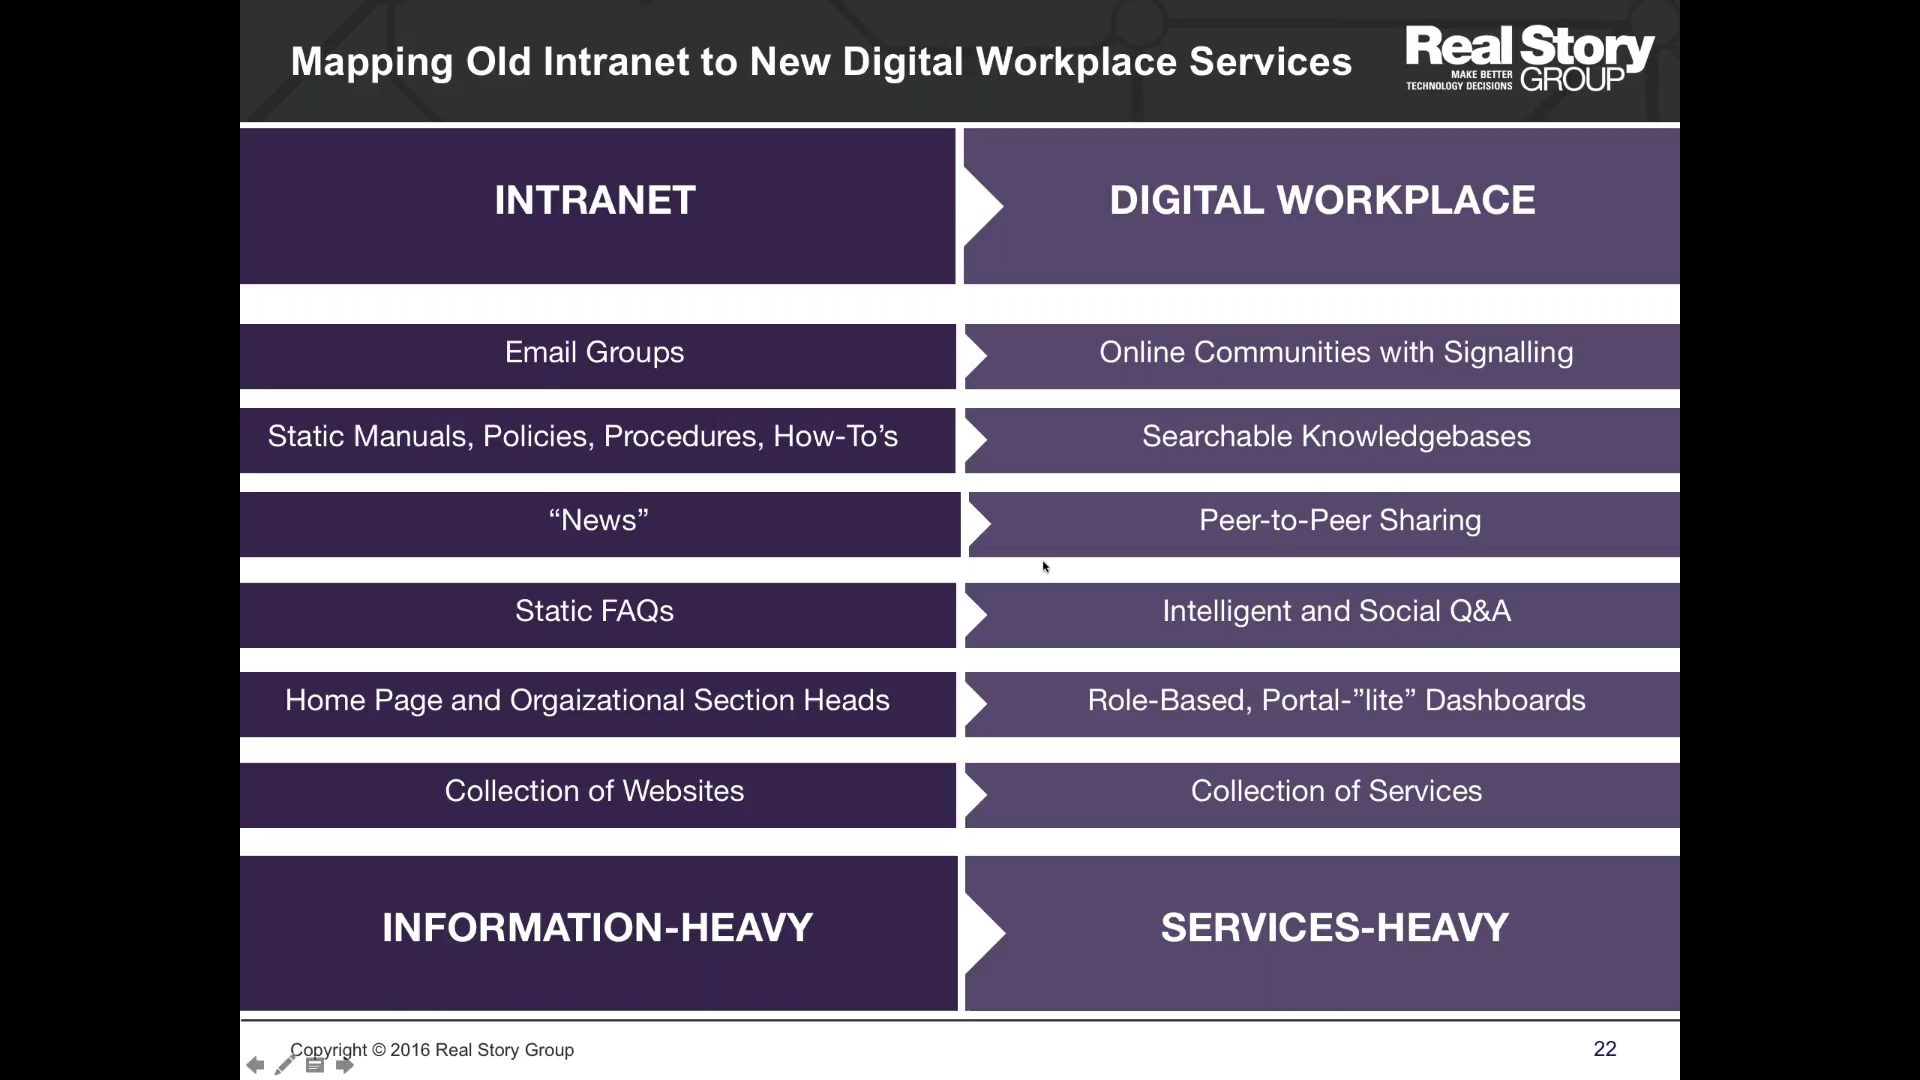 Mapping Old Intranet to New Digital Workplace Services
Real Story
MAKE BETTER
TECHNOLOGY DECISIONS
GROUP
INTRANET
DIGITAL WORKPLACE
Email Groups
Online Communities with Signalling
Static Manuals, Policies, Procedures, How-To’s
Searchable Knowledgebases
“News”
Peer-to-Peer Sharing
Static FAQs
Intelligent and Social Q&A
Home Page and Orgaizational Section Heads
Role-Based, Portal-”lite” Dashboards
Collection of Websites
Collection of Services
INFORMATION-HEAVY
SERVICES-HEAVY
Copyright © 2016 Real Story Group
22